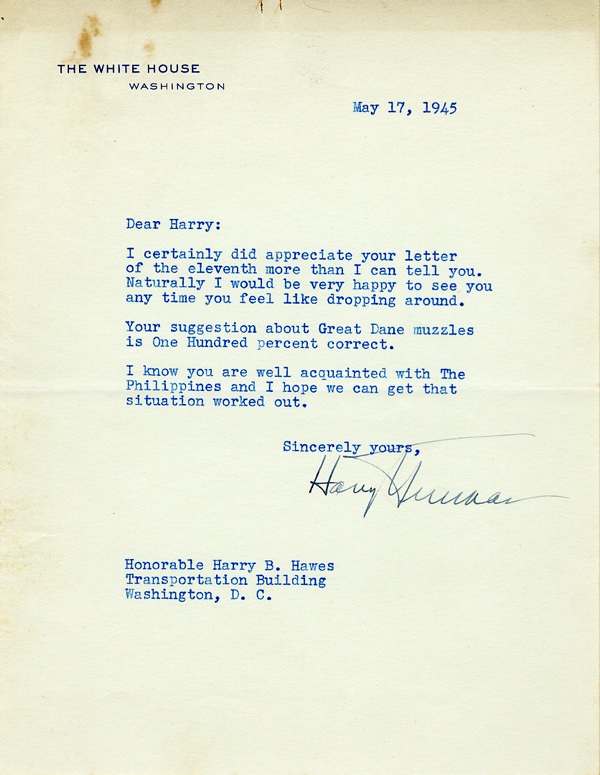 THE WHITE HOUSE
WASHINGTON
May 17, 1945
Dear Harry:
I certainly did appreciate your letter
of the eleventh more than I can tell you.
Naturally I would be very happy to see you
any time you feel like dropping around.
Your suggestion about Great Dane muzzles
is One Hundred percent correct.
I know you are well acquainted with The
Philippines and I hope we can get that
situation worked out.
Sincerely yours,
Harry Truman
Honorable Harry B. Hawes
Transportation Building
Washington, D. C.